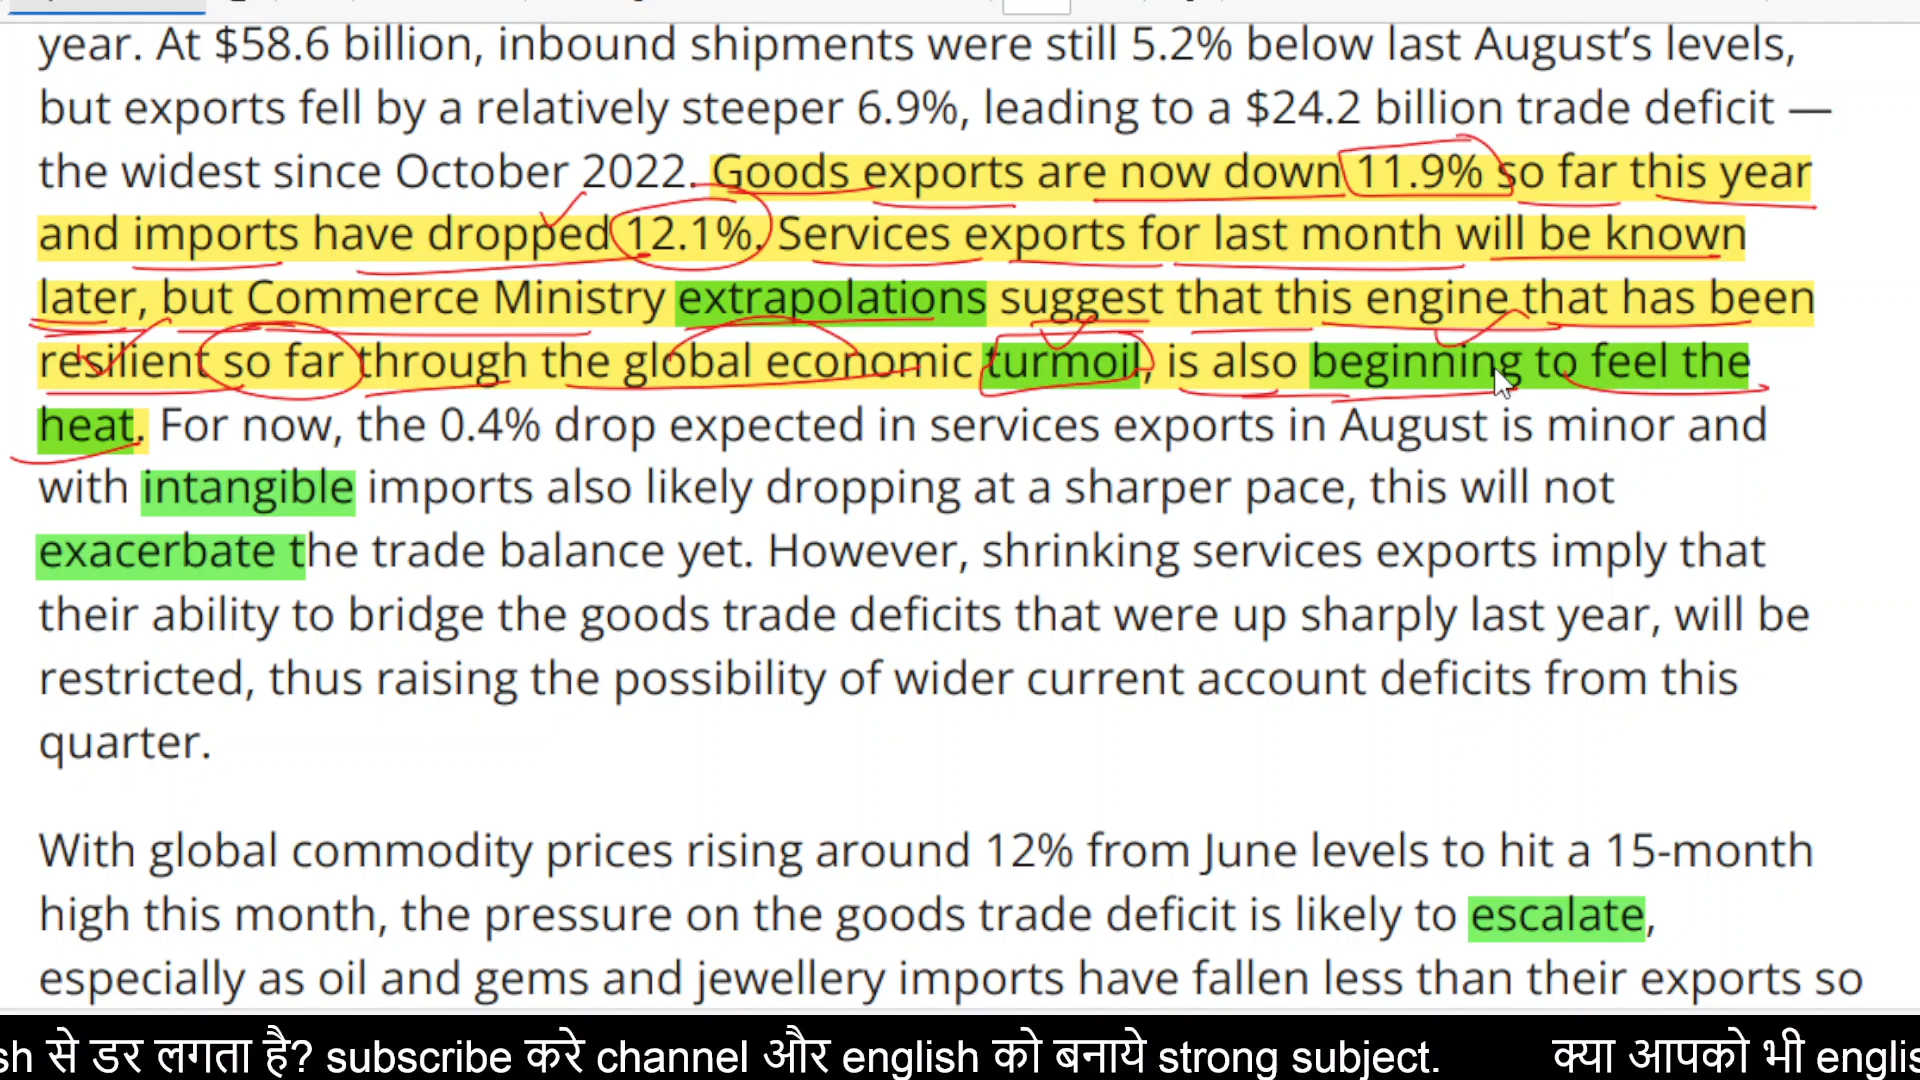 year. At $58.6 billion, inbound shipments were still 5.2% below last August’s levels,
but exports fell by a relatively steeper 6.9%, leading to a $24.2 billion trade deficit —
the widest since October 2022. Goods exports are now down 11.9% so far this year
and imports have dropped 12.1%. Services exports for last month will be known
later, but Commerce Ministry extrapolations suggest that this engine that has been
resilient so far through the global economic turmoil, is also beginning to feel the
heat. For now, the 0.4% drop expected in services exports in August is minor and
with intangible imports also likely dropping at a sharper pace, this will not
exacerbate the trade balance yet. However, shrinking services exports imply that
their ability to bridge the goods trade deficits that were up sharply last year, will be
restricted, thus raising the possibility of wider current account deficits from this
quarter.
With global commodity prices rising around 12% from June levels to hit a 15-month
high this month, the pressure on the goods trade deficit is likely to escalate,
especially as oil and gems and jewellery imports have fallen less than their exports so
sh से डर लगता है? subscribe करे channel और english को बनाये strong subject. क्या आपको भी englis